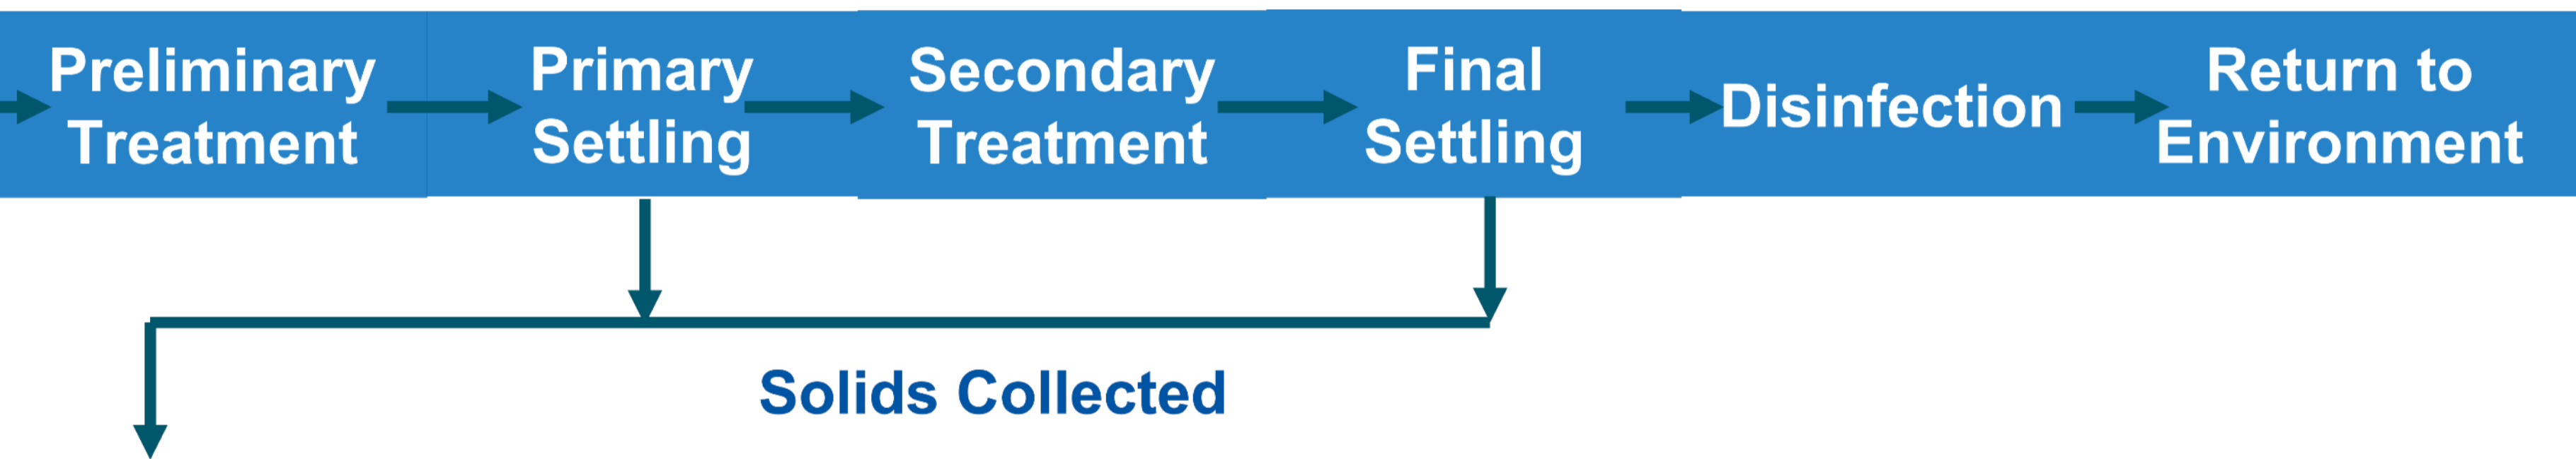 Preliminary
Treatment
Primary
Settling
Secondary
Treatment
Final
Settling
Disinfection
Return to
Environment
Solids Collected